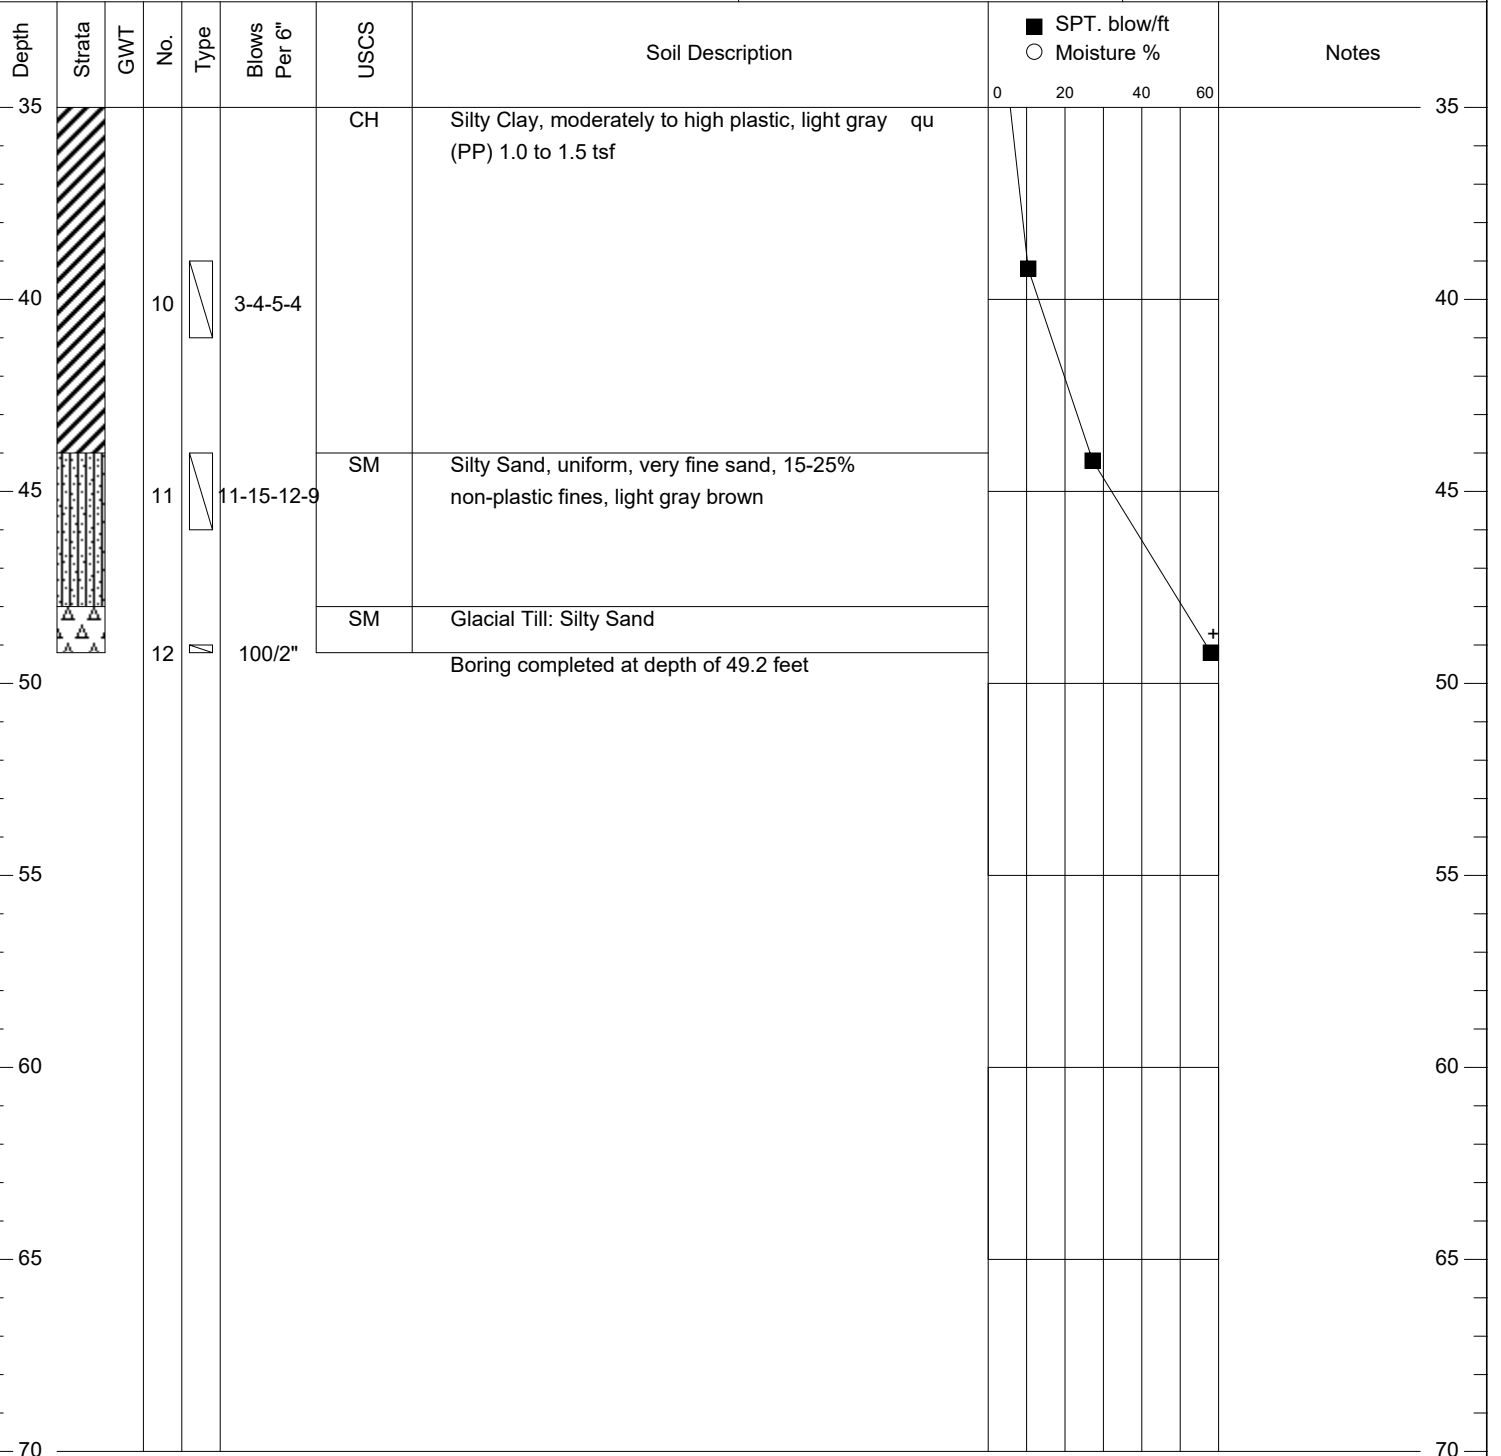 Depth
Strata
GWT
No.
Type
Blows
Per 6"
USCS
Soil Description
■ SPT. blow/ft
○ Moisture %
Notes
0 20 40 60
35 35
CH Silty Clay, moderately to high plastic, light gray qu
(PP) 1.0 to 1.5 tsf
40 10 3-4-5-4 40
SM Silty Sand, uniform, very fine sand, 15-25%
45 11 11-15-12-9 non-plastic fines, light gray brown 45
SM Glacial Till: Silty Sand
+
12 100/2"
Boring completed at depth of 49.2 feet
50 50
55 55
60 60
65 65
70 70